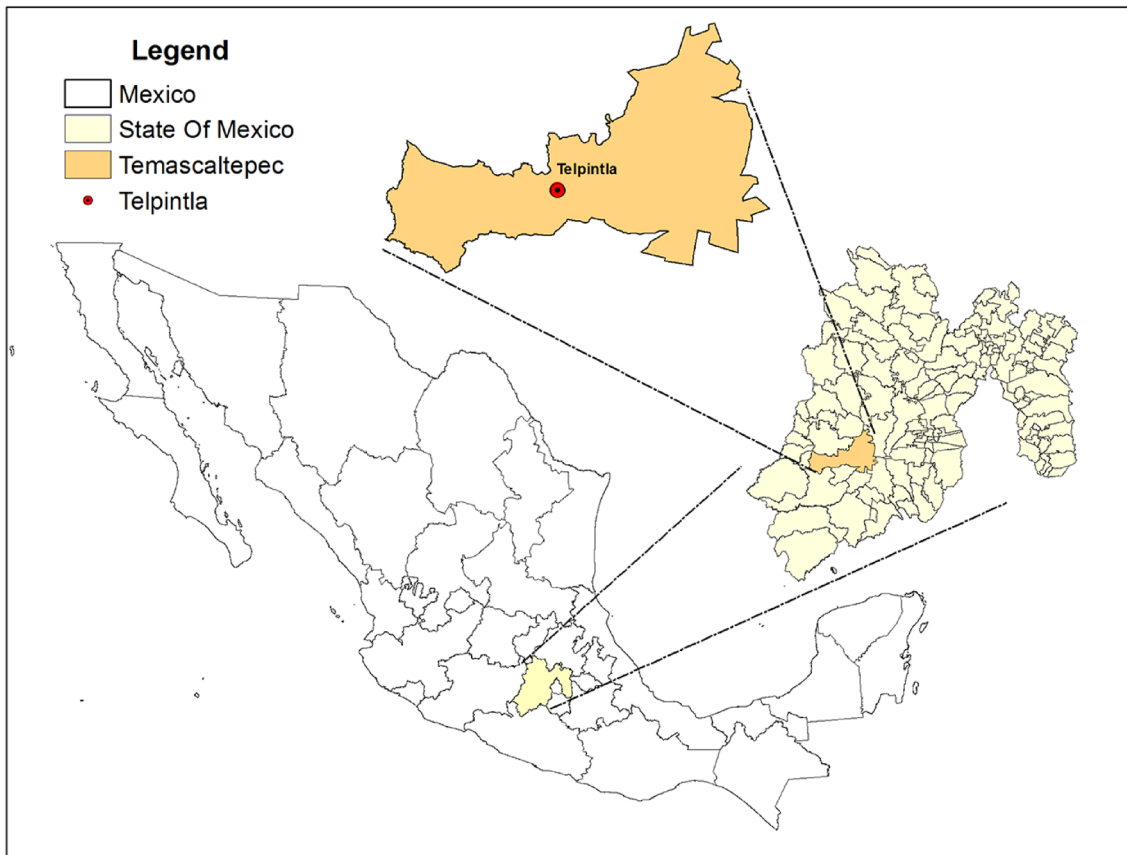 Legend
Mexico
State Of Mexico
Temascaltepec
Telpintla
Telpintla